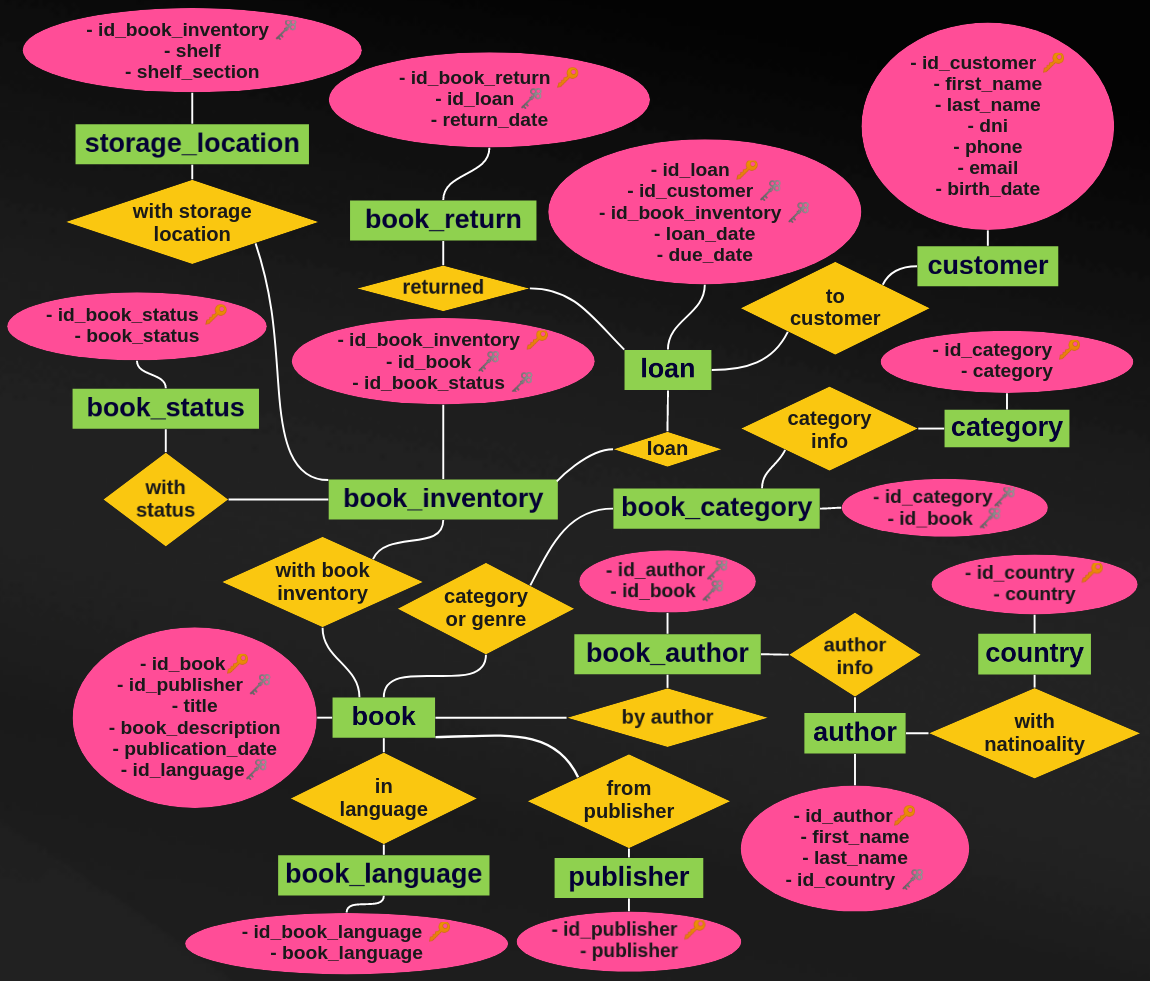 - id_book_inventory
- shelf
- shelf_section
storage_location
with storage
location
- id_book_return
- id_loan
- return_date
book_return
returned
- id_loan
- id_customer
- id_book_inventory
- loan_date
- due_date
- id_customer
- first_name
- last_name
- dni
- phone
- email
- birth_date
customer
to
customer
- id_book_status
- book_status
book_status
with
status
- id_book_inventory
- id_book
- id_book_status
book_inventory
loan
loan
- id_category
- category
category
category
info
book_category
- id_category
- id_book
with book
inventory
category
or genre
- id_author
- id_book
book_author
by author
author
info
- id_country
- country
country
with
natinoality
author
- id_author
- first_name
- last_name
- id_country
- id_book
- id_publisher
- title
- book_description
- publication_date
- id_language
book
in
language
book_language
- id_book_language
- book_language
from
publisher
publisher
- id_publisher
- publisher